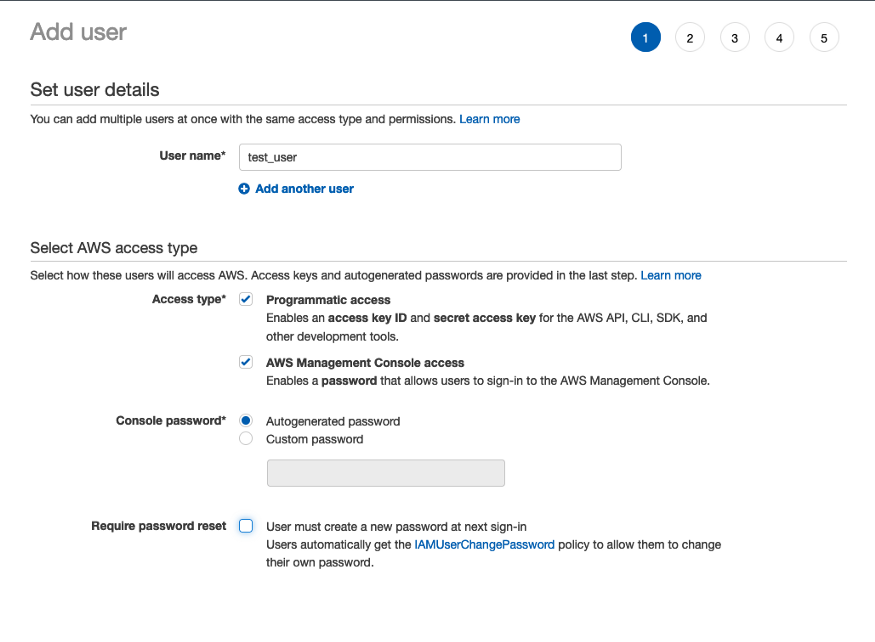 Add user
1 2 3 4 5
Set user details
You can add multiple users at once with the same access type and permissions. Learn more
User name* test_user
Add another user
Select AWS access type
Select how these users will access AWS. Access keys and autogenerated passwords are provided in the last step. Learn more
Access type* Programmatic access
Enables an access key ID and secret access key for the AWS API, CLI, SDK, and
other development tools.
AWS Management Console access
Enables a password that allows users to sign-in to the AWS Management Console.
Console password* Autogenerated password
Custom password
Require password reset User must create a new password at next sign-in
Users automatically get the IAMUserChangePassword policy to allow them to change
their own password.